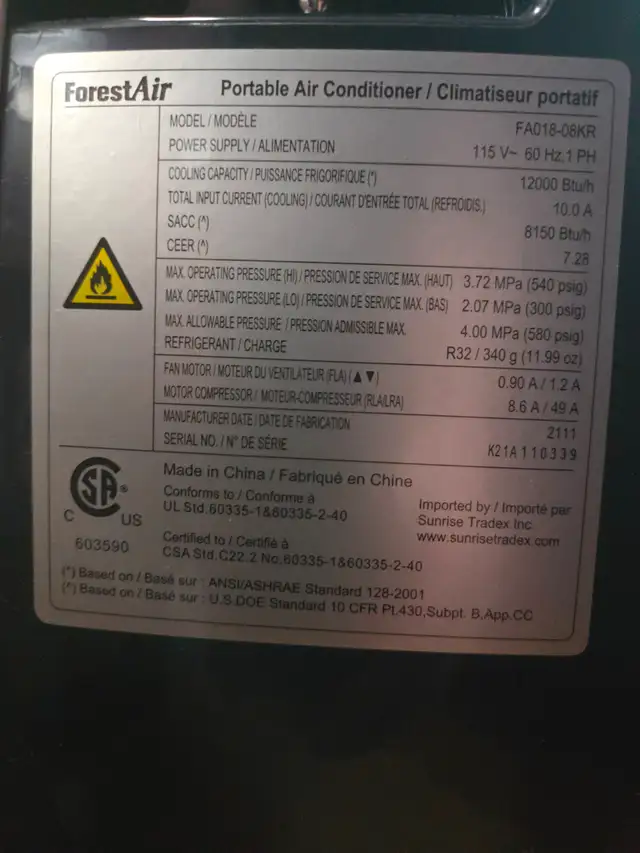 ForestAir Portable Air Conditioner / Climatiseur portatif
MODEL / MODÈLE FA018-08KR
POWER SUPPLY / ALIMENTATION 115 V~ 60 Hz,1 PH
COOLING CAPACITY / PUISSANCE FRIGORIFIQUE (*) 12000 Btu/h
TOTAL INPUT CURRENT (COOLING) / COURANT D'ENTRÉE TOTAL (REFROIDIS.) 10.0 A
SACC (^) 8150 Btu/h
CEER (^) 7.28
MAX. OPERATING PRESSURE (HI) / PRESSION DE SERVICE MAX. (HAUT) 3.72 MPa (540 psig)
MAX. OPERATING PRESSURE (LO) / PRESSION DE SERVICE MAX. (BAS) 2.07 MPa (300 psig)
MAX. ALLOWABLE PRESSURE / PRESSION ADMISSIBLE MAX. 4.00 MPa (580 psig)
REFRIGERANT / CHARGE R32 / 340 g (11.99 oz)
FAN MOTOR / MOTEUR DU VENTILATEUR (FLA) (▲▼) 0.90 A / 1.2 A
MOTOR COMPRESSOR / MOTEUR-COMPRESSEUR (RLA/LRA) 8.6 A / 49 A
MANUFACTURER DATE / DATE DE FABRICATION 2111
SERIAL NO. / N° DE SÉRIE K21A110339
Made in China / Fabriqué en Chine
Conforms to / Conforme à
UL Std.60335-1&60335-2-40
Certified to / Certifié à
CSA Std.C22.2 No.60335-1&60335-2-40
Imported by / Importé par
Sunrise Tradex Inc
www.sunrisetradex.com
SA®
C US
603590
(*) Based on / Basé sur : ANSI/ASHRAE Standard 128-2001
(^) Based on / Basé sur : U.S.DOE Standard 10 CFR Pt.430,Subpt. B,App.CC